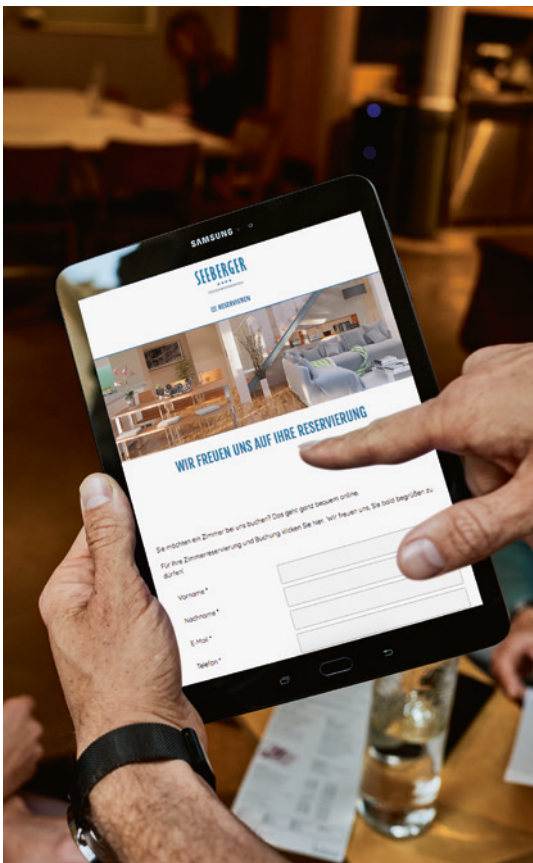 SAMSUNG
SEEBERGER
RESERVIEREN
WIR FREUEN UNS AUF IHRE RESERVIERUNG
Sie möchten ein Zimmer bei uns buchen? Das geht ganz bequem online.
Für Ihre Zimmerreservierung und Buchung klicken Sie hier. Wir freuen uns, Sie bald begrüßen zu
dürfen!
Vorname *
Nachname *
E-Mail *
Telefon *